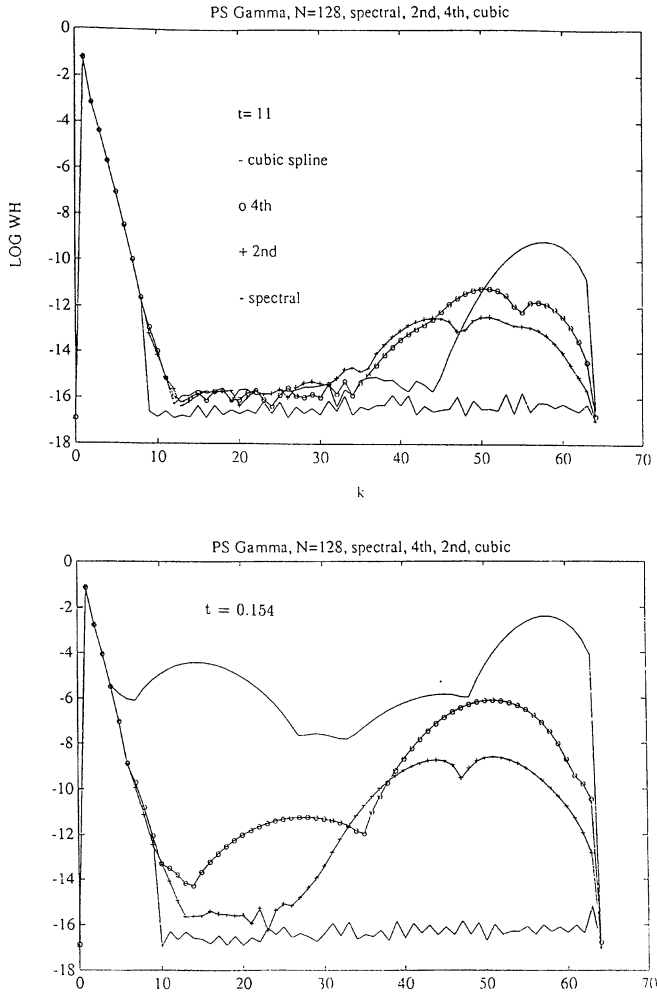 PS Gamma, N=128, spectral, 2nd, 4th, cubic
0
-2
-4
-6
-8
-10
-12
-14
-16
-18
LOG WH
t= 11
- cubic spline
o 4th
+ 2nd
- spectral
0 10 20 30 40 50 60 70
k
PS Gamma, N=128, spectral, 4th, 2nd, cubic
0
-2
-4
-6
-8
-10
-12
-14
-16
-18
t = 0.154
0 10 20 30 40 50 60 70